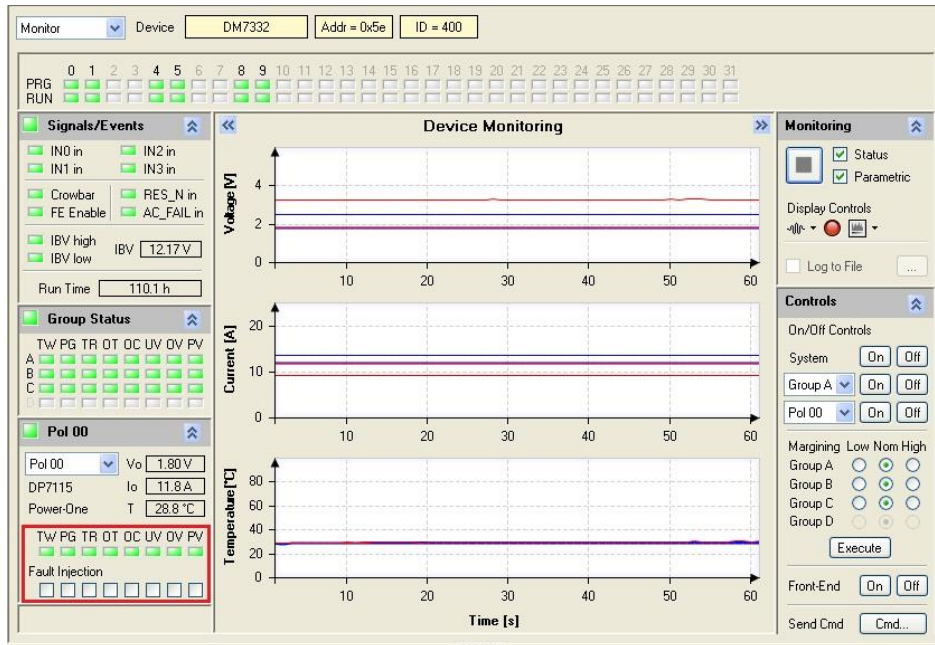 Monitor Device DM7332 Addr = 0x5e ID = 400
0 1 2 3 4 5 6 7 8 9 10 11 12 13 14 15 16 17 18 19 20 21 22 23 24 25 26 27 28 29 30 31
PRG
RUN
Signals/Events
IN0 in IN2 in
IN1 in IN3 in
Crowbar RES_N in
FE Enable AC_FAIL in
IBV high
IBV low
IBV 12.17 V
Run Time 110.1 h
Group Status
TW PG TR OT OC UV OV PV
A
B
C
D
Pol 00
Pol 00 Vo 1.80 V
DP7115 Io 11.8 A
Power-One T 28.8 °C
TW PG TR OT OC UV OV PV
Fault Injection
Device Monitoring
Voltage [V]
4
2
0
10 20 30 40 50 60
Current [A]
20
10
0
10 20 30 40 50 60
Temperature [°C]
80
60
40
20
0
10 20 30 40 50 60
Time [s]
Monitoring
Status
Parametric
Display Controls
Log to File ...
Controls
On/Off Controls
System On Off
Group A On Off
Pol 00 On Off
Margining Low Nom High
Group A
Group B
Group C
Group D
Execute
Front-End On Off
Send Cmd Cmd...